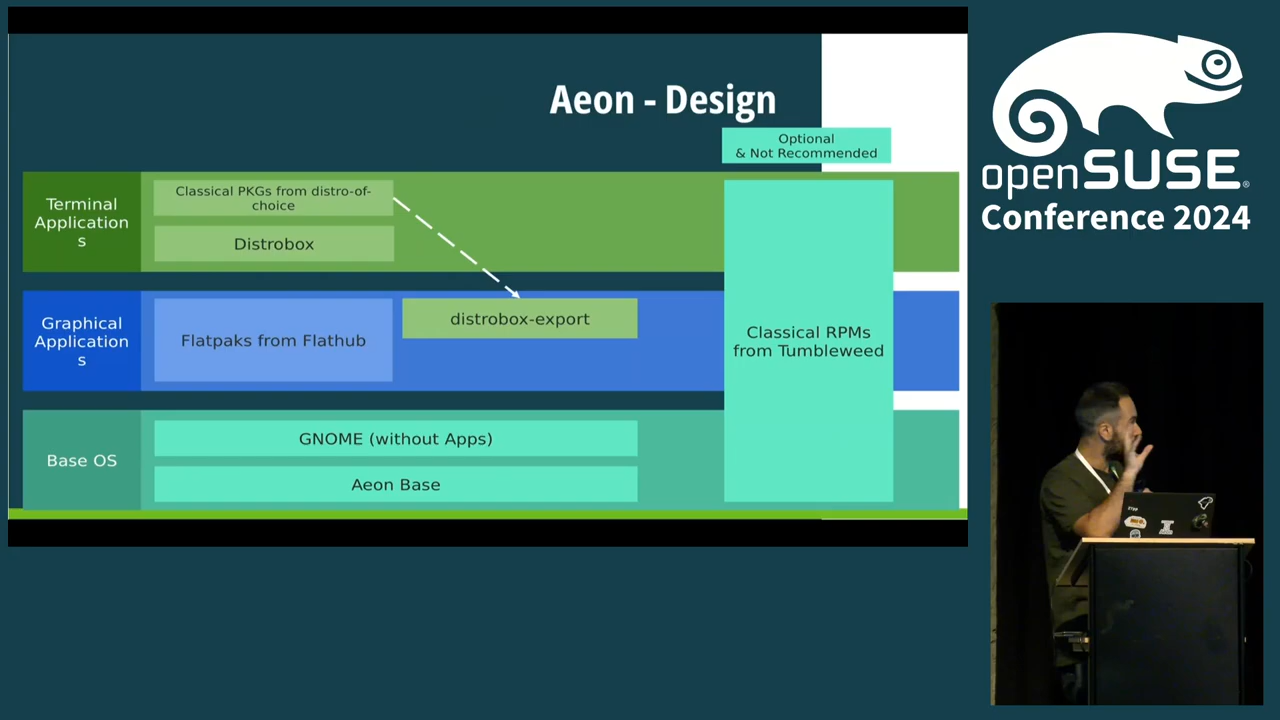 Aeon - Design
Optional
& Not Recommended
Terminal
Application
s
Classical PKGs from distro-of-
choice
Distrobox
Graphical
Application
s
Flatpaks from Flathub
distrobox-export
Classical RPMs
from Tumbleweed
Base OS
GNOME (without Apps)
Aeon Base
openSUSE®
Conference 2024